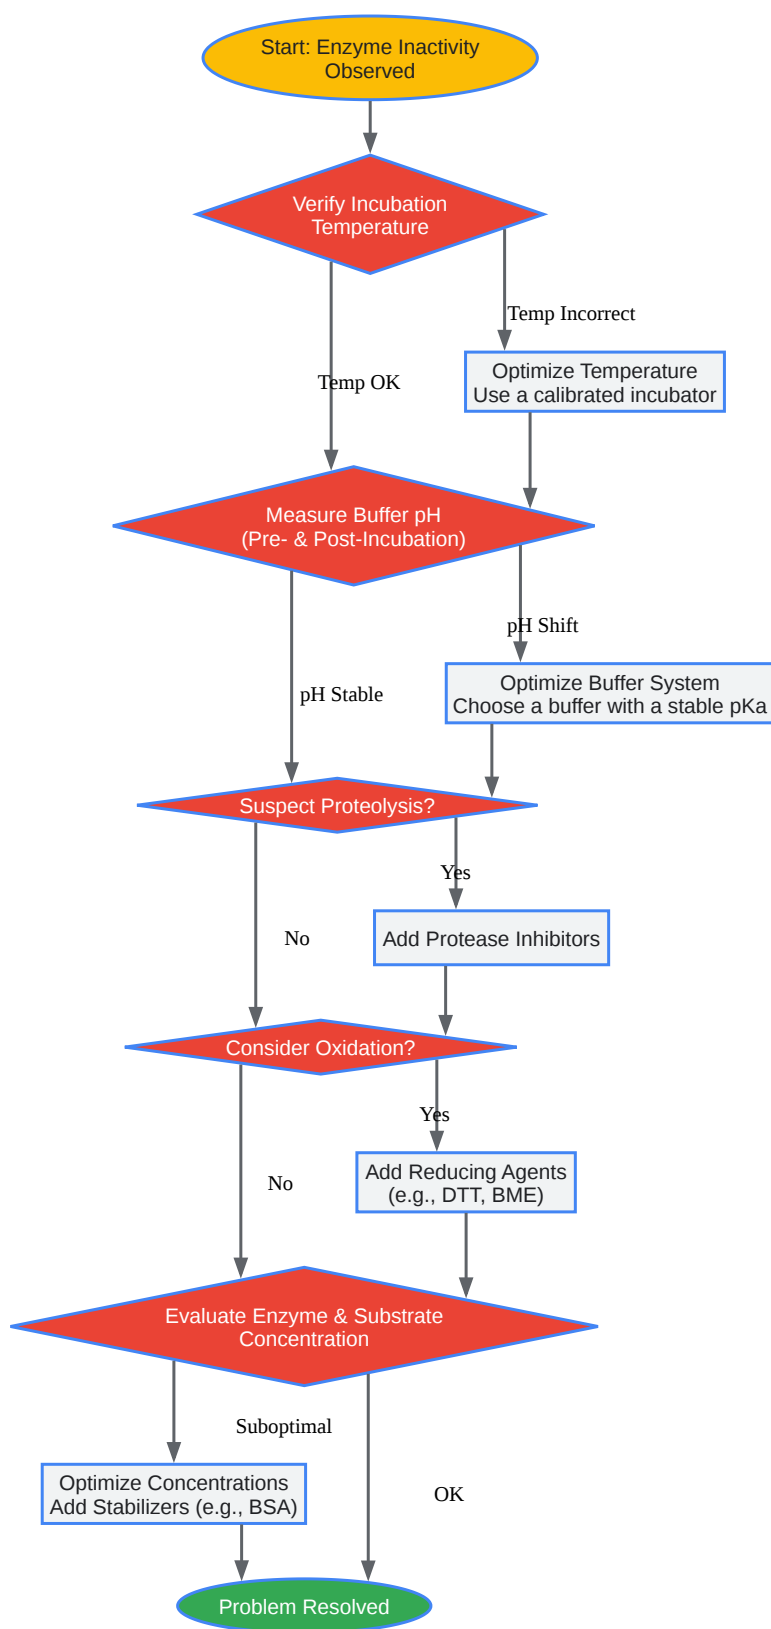 Start: Enzyme Inactivity
Observed
Verify Incubation
Temperature
Temp Incorrect
Temp OK
Optimize Temperature
Use a calibrated incubator
Measure Buffer pH
(Pre- & Post-Incubation)
pH Shift
pH Stable
Optimize Buffer System
Choose a buffer with a stable pKa
Suspect Proteolysis?
Yes
No
Add Protease Inhibitors
Consider Oxidation?
Yes
No
Add Reducing Agents
(e.g., DTT, BME)
Evaluate Enzyme & Substrate
Concentration
Suboptimal
OK
Optimize Concentrations
Add Stabilizers (e.g., BSA)
Problem Resolved